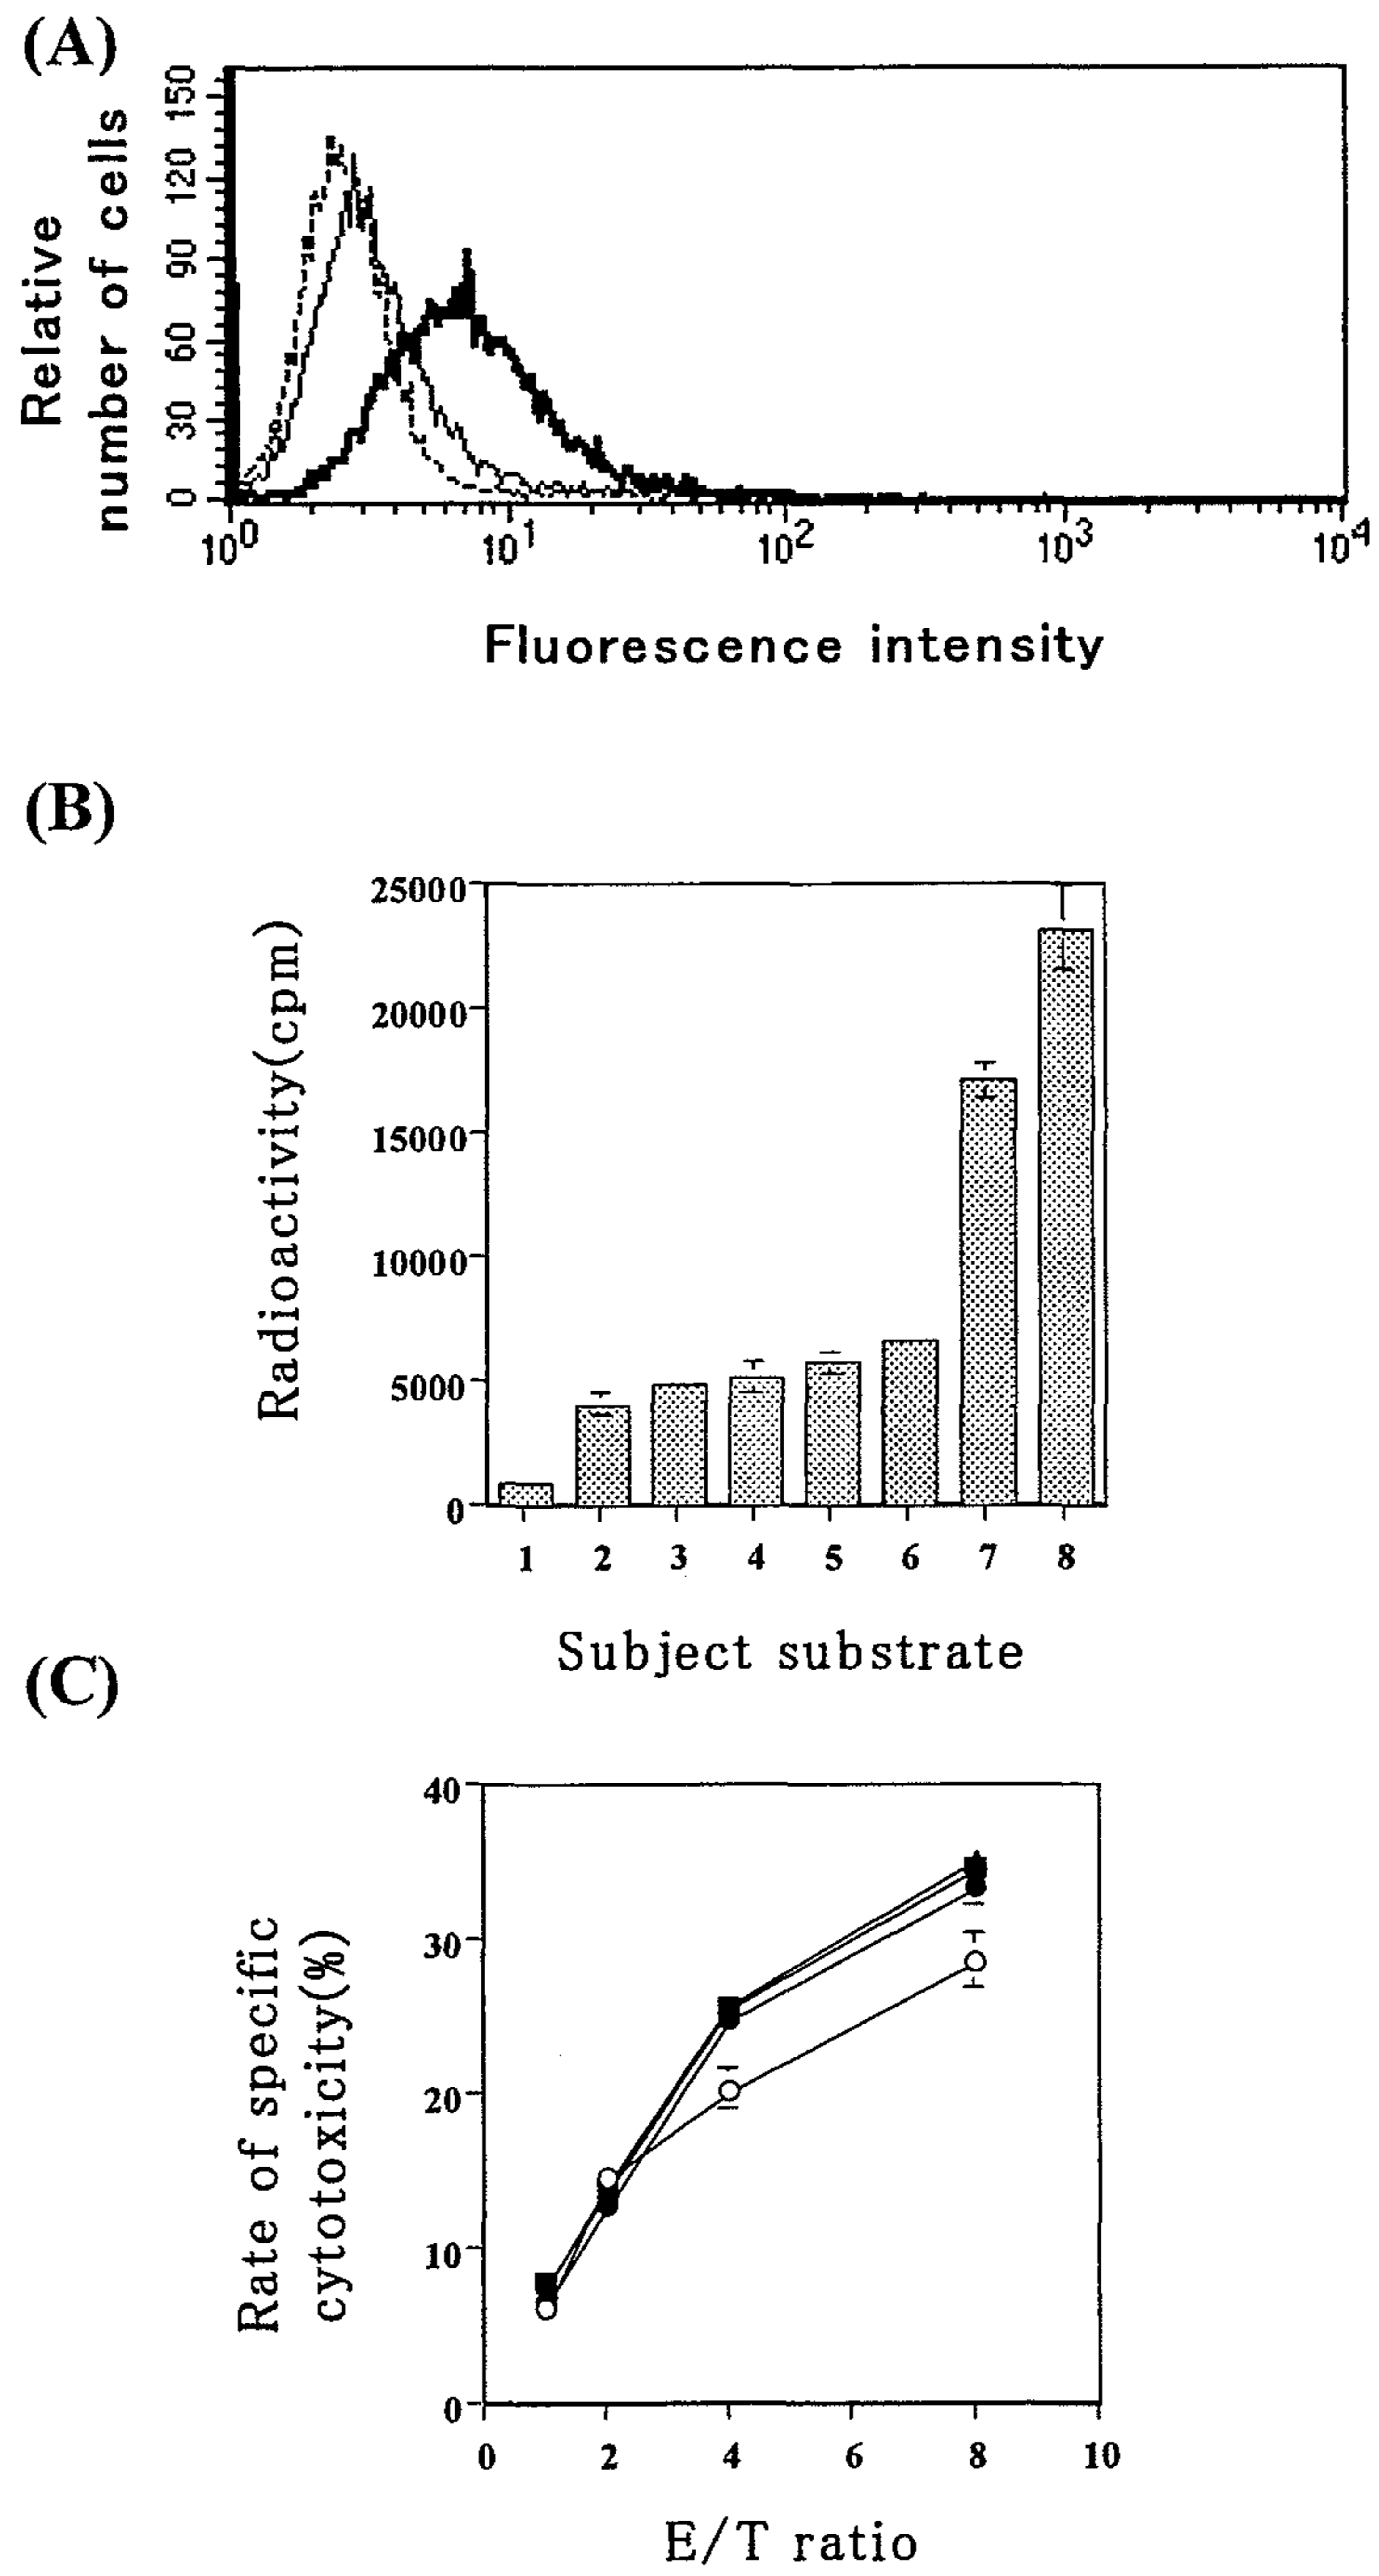 (A)
Relative
number of cells
150
120
90
60
30
0
10^0 10^1 10^2 10^3 10^4
Fluorescence intensity
(B)
Radioactivity(cpm)
25000
20000
15000
10000
5000
0
1 2 3 4 5 6 7 8
Subject substrate
(C)
Rate of specific
cytotoxicity(%)
40
30
20
10
0
0 2 4 6 8 10
E/T ratio